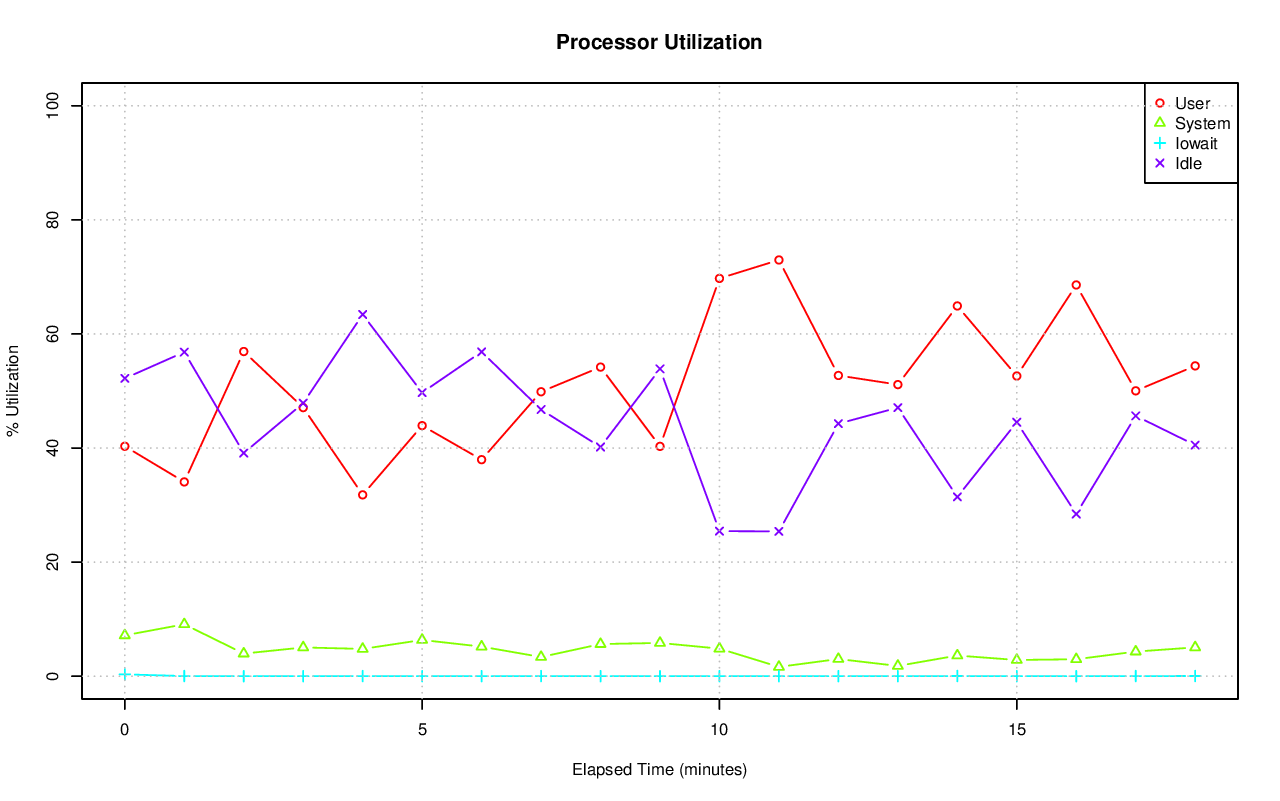 Processor Utilization
% Utilization
100
80
60
40
20
0
User
System
Iowait
Idle
0 5 10 15
Elapsed Time (minutes)